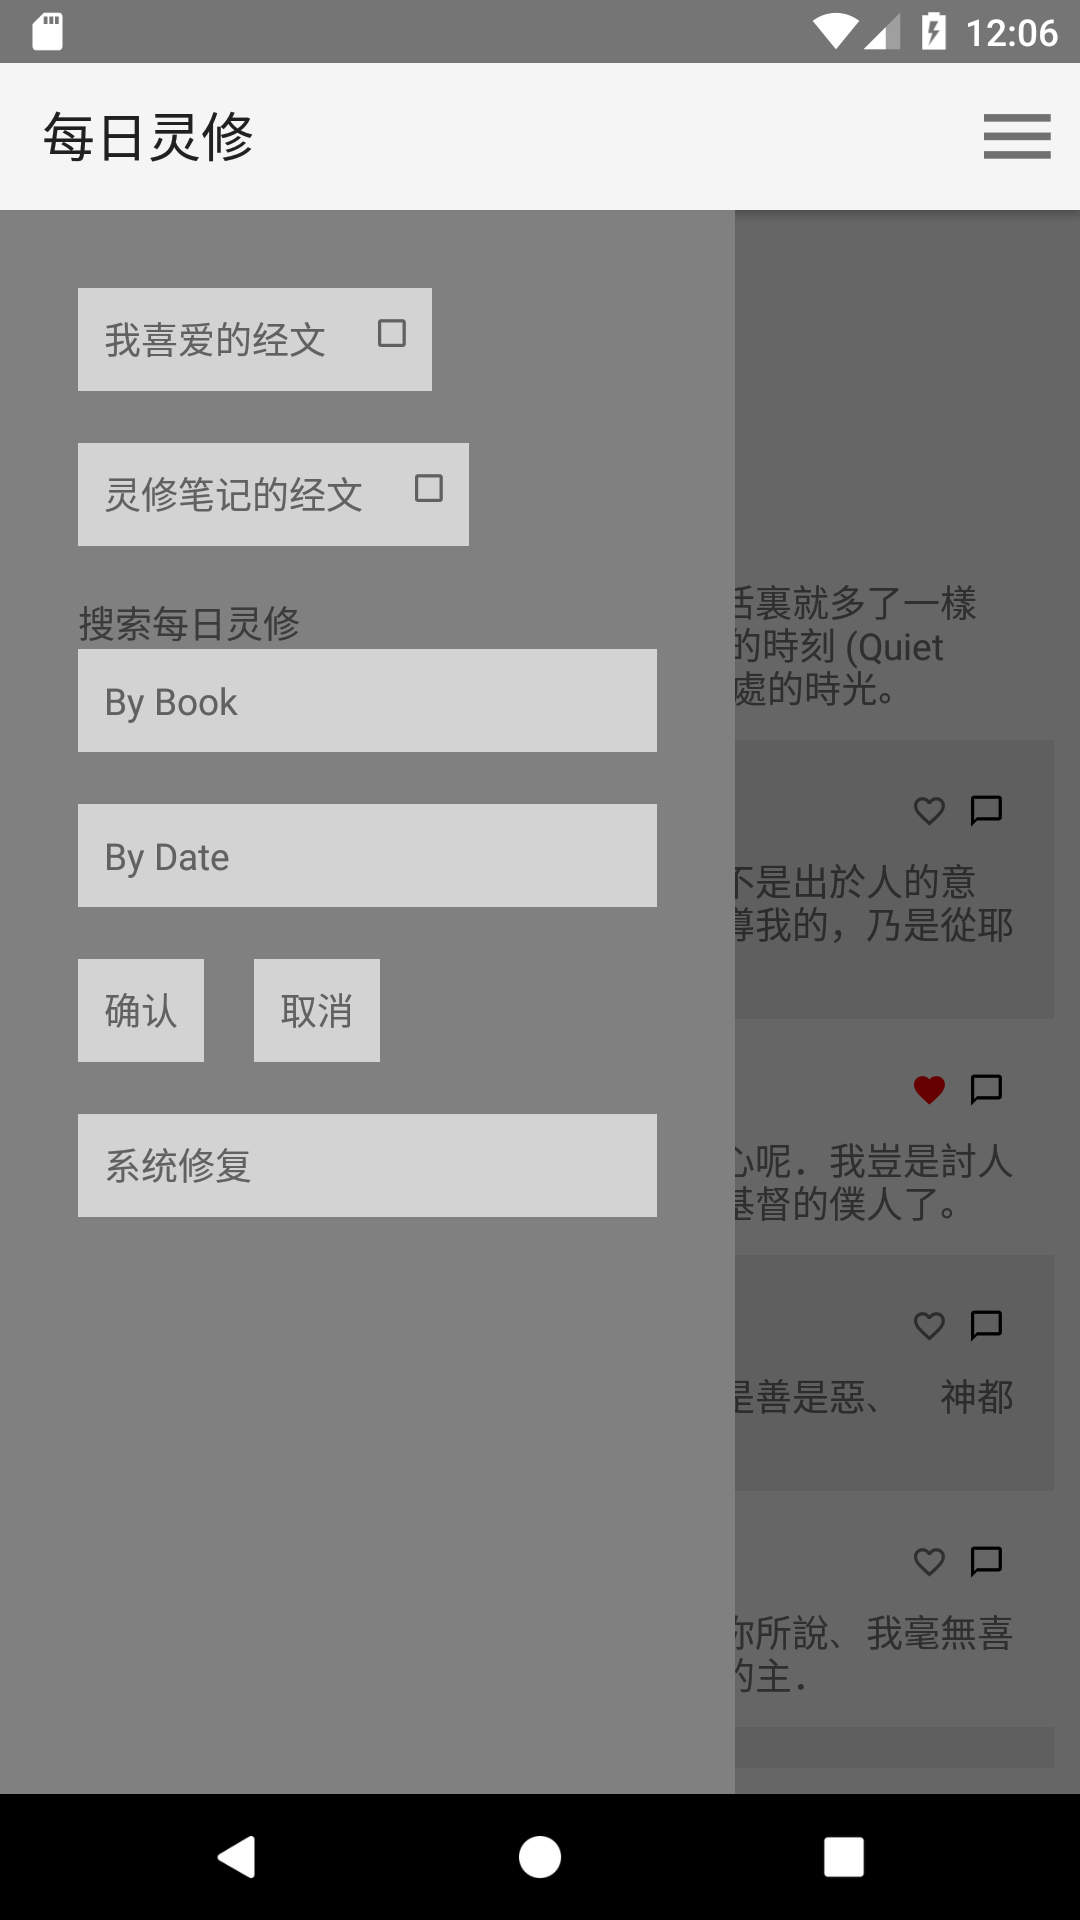 12:06
每日灵修
我喜爱的经文
灵修笔记的经文
搜索每日灵修
By Book
By Date
确认 取消
系统修复
裏就多了一樣
的時刻 (Quiet
處的時光。
不是出於人的意
導我的，乃是從耶
心呢．我豈是討人
基督的僕人了。
是善是惡、 神都
你所說、我毫無喜
的主．